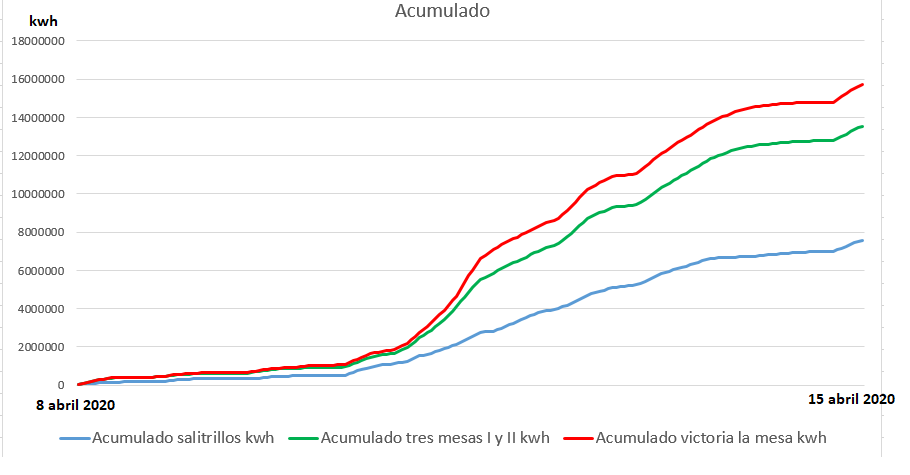 Acumulado
kwh
18000000
16000000
14000000
12000000
10000000
8000000
6000000
4000000
2000000
0
8 abril 2020
15 abril 2020
Acumulado salitrillos kwh
Acumulado tres mesas I y II kwh
Acumulado victoria la mesa kwh